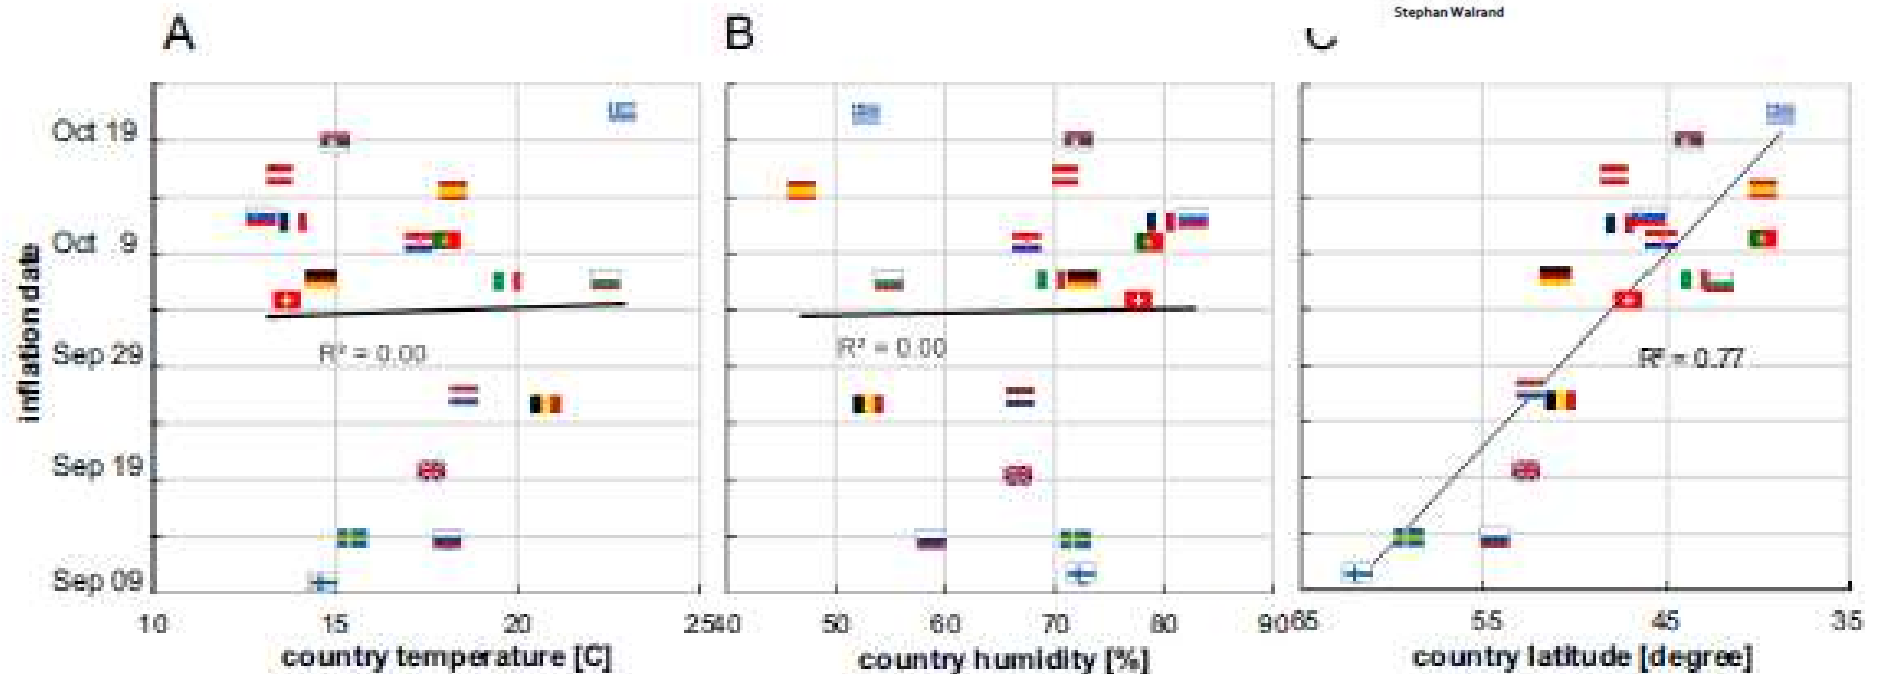 Stephan Walrand
A
B
C
inflation date
Oct 19
Oct 9
Sep 29
Sep 19
Sep 09
R² = 0.00
R² = 0.00
R² = 0.77
10 15 20 25
40 50 60 70 80 90
65 55 45 35
country temperature [C]
country humidity [%]
country latitude [degree]